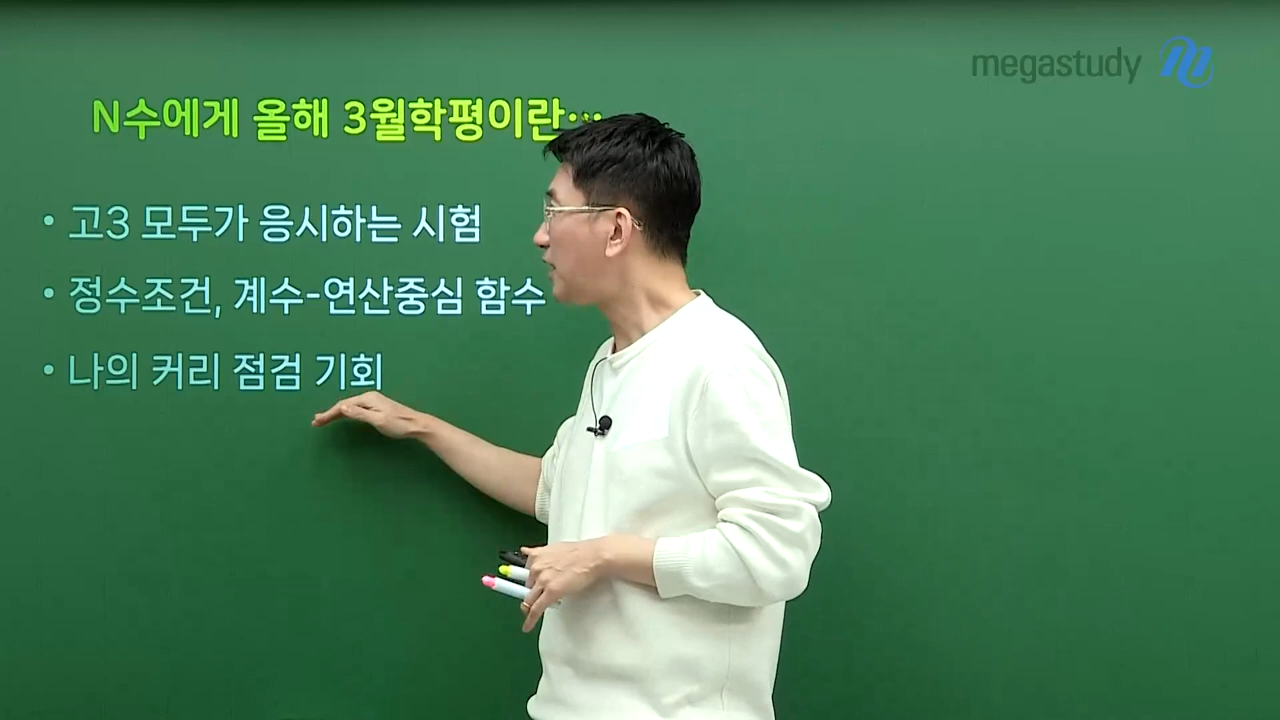 megastudy
N수에게 올해 3월학평이란…
• 고3 모두가 응시하는 시험
• 정수조건, 계수-연산중심 함수
• 나의 커리 점검 기회